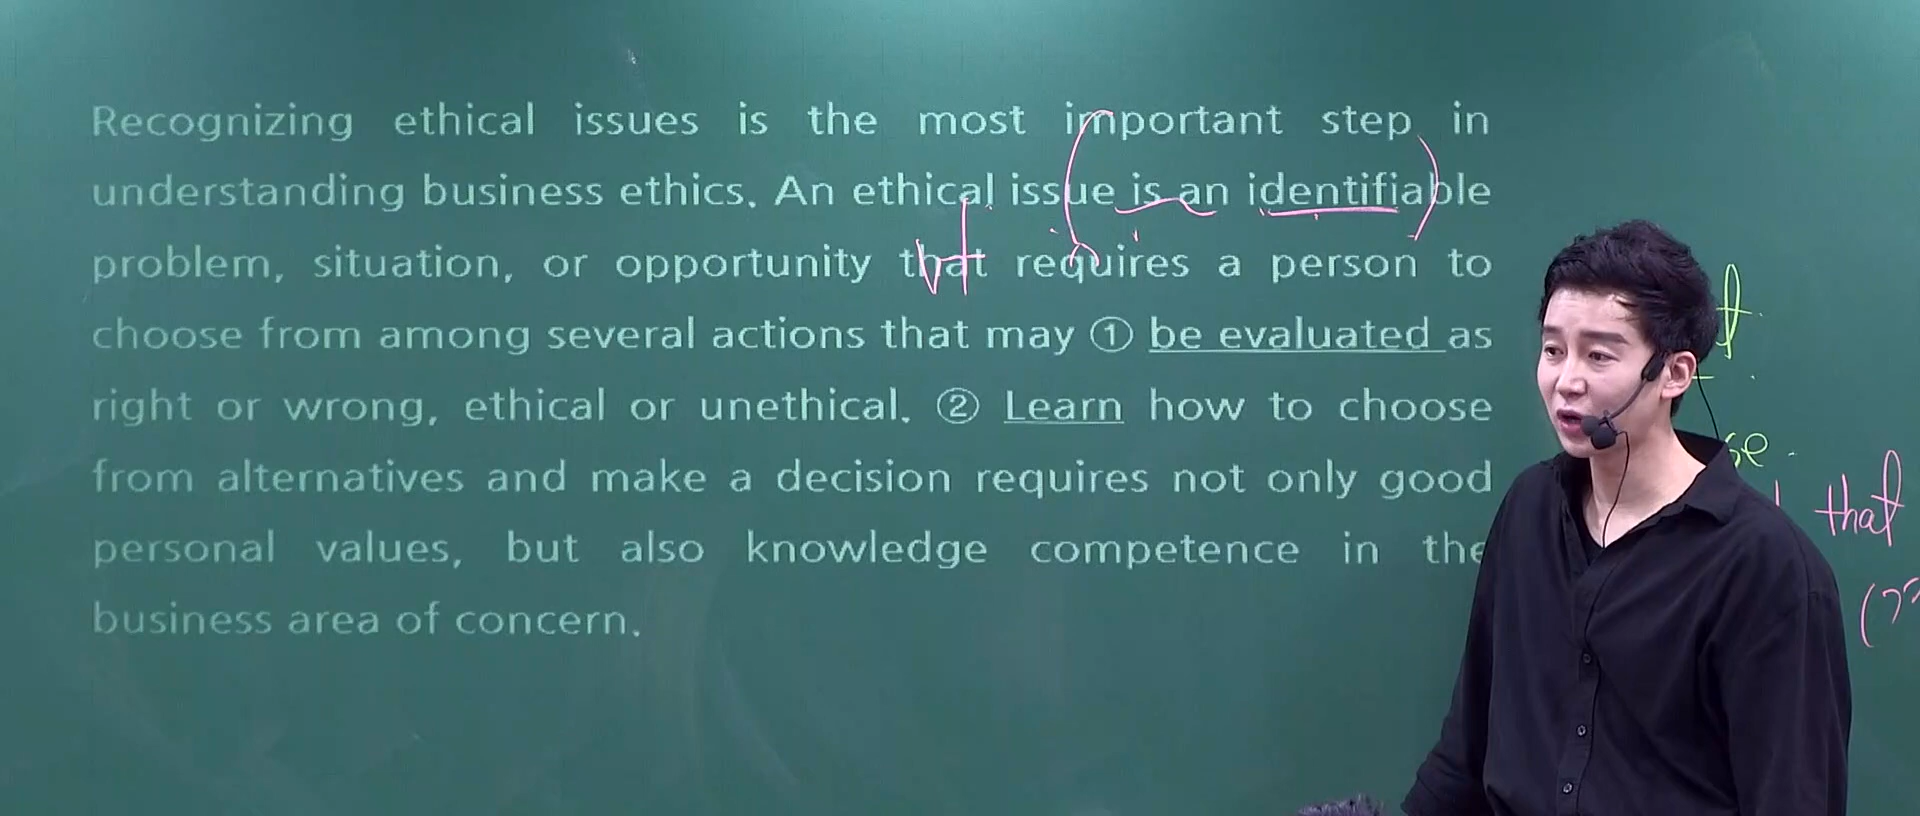 Recognizing ethical issues is the most important step in
understanding business ethics. An ethical issue is an identifiable
problem, situation, or opportunity that requires a person to
choose from among several actions that may ① be evaluated as
right or wrong, ethical or unethical. ② Learn how to choose
from alternatives and make a decision requires not only good
personal values, but also knowledge competence in the
business area of concern.
that